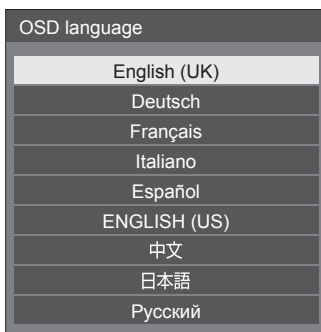 OSD language
English (UK)
Deutsch
Français
Italiano
Español
ENGLISH (US)
中文
日本語
Русский